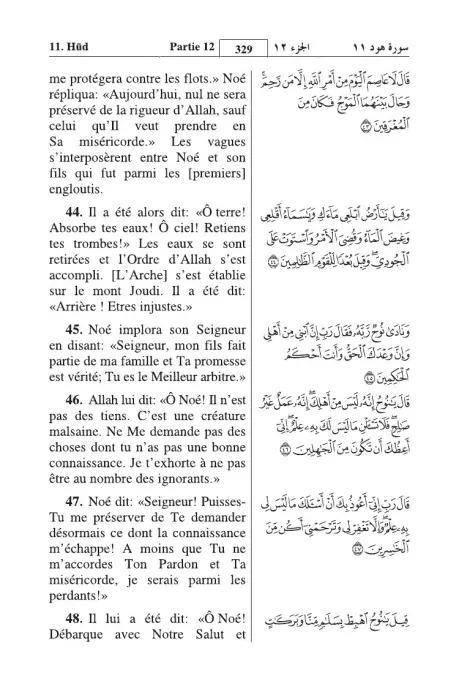 11. Hūd Partie 12 329 الجزء ١٢ سورة هود ١١
me protégera contre les flots.» Noé
répliqua: «Aujourd'hui, nul ne sera
préservé de la rigueur d'Allah, sauf
celui qu'Il veut prendre en
Sa miséricorde.» Les vagues
s'interposèrent entre Noé et son
fils qui fut parmi les [premiers]
engloutis.
44. Il a été alors dit: «Ô terre!
Absorbe tes eaux! Ô ciel! Retiens
tes trombes!» Les eaux se sont
retirées et l'Ordre d'Allah s'est
accompli. [L'Arche] s'est établie
sur le mont Joudi. Il a été dit:
«Arrière ! Etres injustes.»
45. Noé implora son Seigneur
en disant: «Seigneur, mon fils fait
partie de ma famille et Ta promesse
est vérité; Tu es le Meilleur arbitre.»
46. Allah lui dit: «Ô Noé! Il n'est
pas des tiens. C'est une créature
malsaine. Ne Me demande pas des
choses dont tu n'as pas une bonne
connaissance. Je t'exhorte à ne pas
être au nombre des ignorants.»
47. Noé dit: «Seigneur! Puisses-
Tu me préserver de Te demander
désormais ce dont la connaissance
m'échappe! A moins que Tu ne
m'accordes Ton Pardon et Ta
miséricorde, je serais parmi les
perdants!»
48. Il lui a été dit: «Ô Noé!
Débarque avec Notre Salut et
قَالَ لَا عَاصِمَ ٱلْيَوْمَ مِنْ أَمْرِ ٱللَّهِ إِلَّا مَن رَّحِمَ ۚ
وَحَالَ بَيْنَهُمَا ٱلْمَوْجُ فَكَانَ مِنَ
ٱلْمُغْرَقِينَ ٤٣
وَقِيلَ يَٰٓأَرْضُ ٱبْلَعِى مَآءَكِ وَيَٰسَمَآءُ أَقْلِعِى
وَغِيضَ ٱلْمَآءُ وَقُضِىَ ٱلْأَمْرُ وَٱسْتَوَتْ عَلَى
ٱلْجُودِىِّ ۖ وَقِيلَ بُعْدًا لِّلْقَوْمِ ٱلظَّٰلِمِينَ ٤٤
وَنَادَىٰ نُوحٌ رَّبَّهُۥ فَقَالَ رَبِّ إِنَّ ٱبْنِى مِنْ أَهْلِى
وَإِنَّ وَعْدَكَ ٱلْحَقُّ وَأَنتَ أَحْكَمُ
ٱلْحَٰكِمِينَ ٤٥
قَالَ يَٰنُوحُ إِنَّهُۥ لَيْسَ مِنْ أَهْلِكَ ۖ إِنَّهُۥ عَمَلٌ غَيْرُ
صَٰلِحٍ ۖ فَلَا تَسْـَٔلْنِ مَا لَيْسَ لَكَ بِهِۦ عِلْمٌ ۖ إِنِّىٓ
أَعِظُكَ أَن تَكُونَ مِنَ ٱلْجَٰهِلِينَ ٤٦
قَالَ رَبِّ إِنِّىٓ أَعُوذُ بِكَ أَنْ أَسْـَٔلَكَ مَا لَيْسَ لِى
بِهِۦ عِلْمٌ ۖ وَإِلَّا تَغْفِرْ لِى وَتَرْحَمْنِىٓ أَكُن مِّنَ
ٱلْخَٰسِرِينَ ٤٧
قِيلَ يَٰنُوحُ ٱهْبِطْ بِسَلَٰمٍ مِّنَّا وَبَرَكَٰتٍ